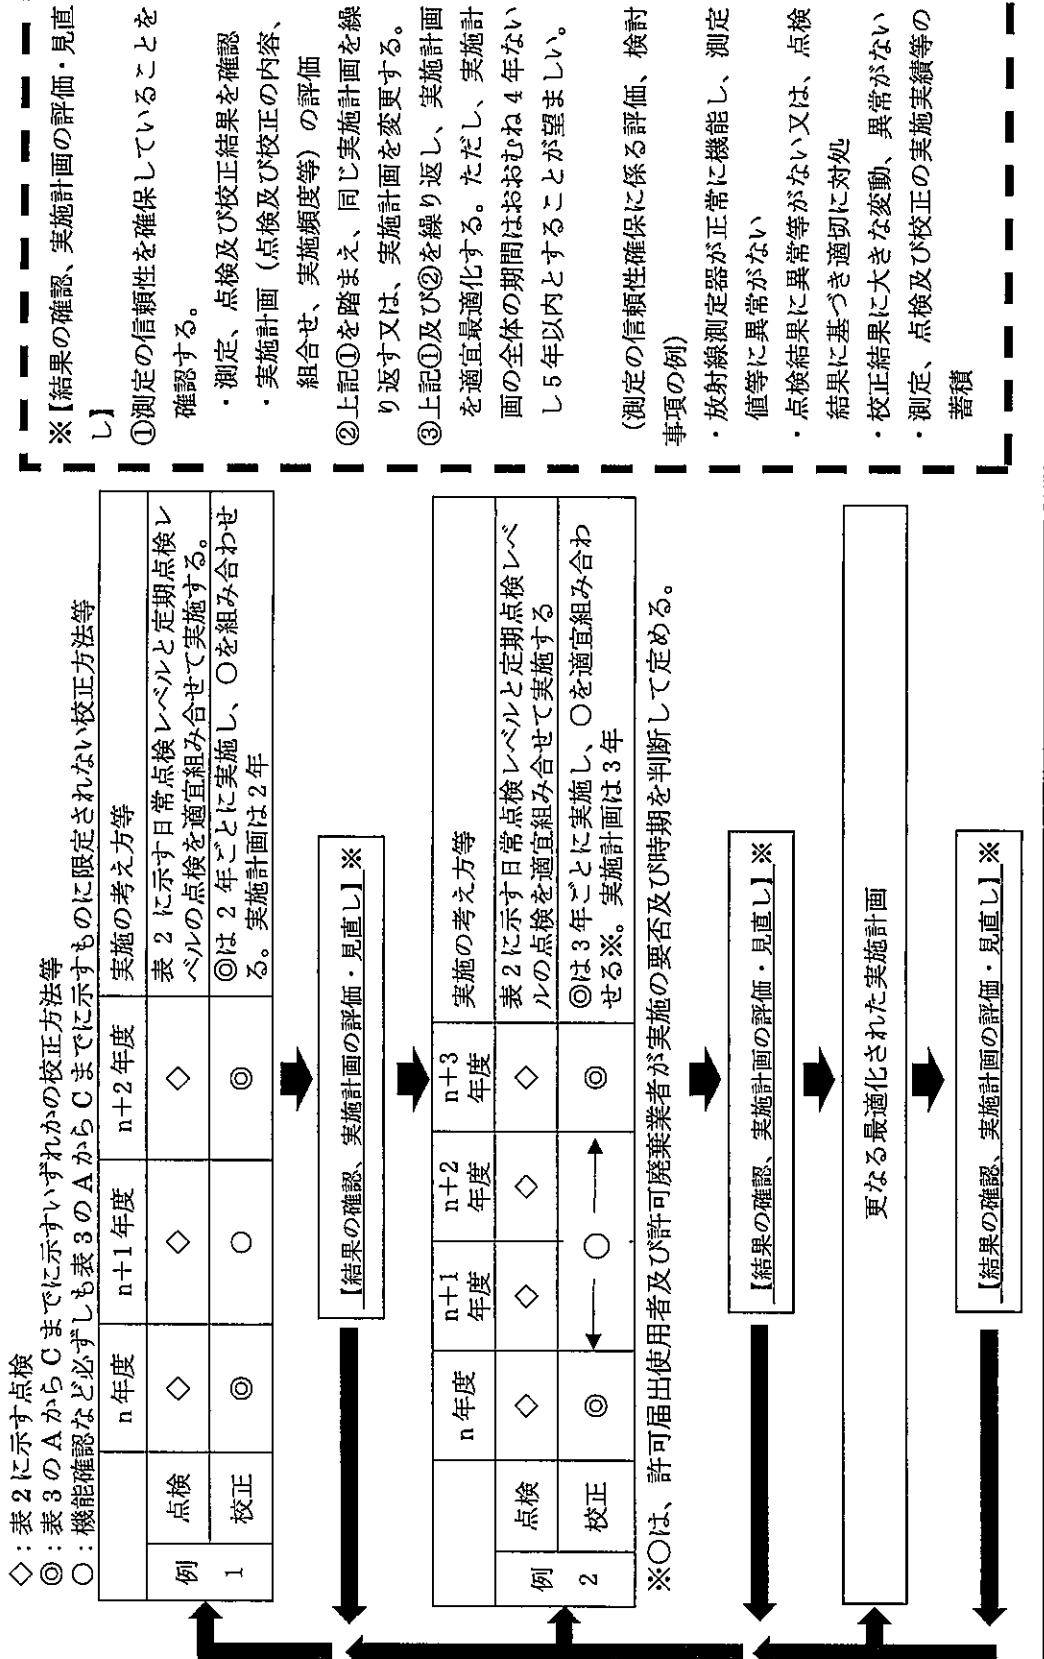 ◇：表2に示す点検
◎：表3のAからCまでに示すいずれかの校正方法等
○：機能確認など必ずしも表3のAからCまでに示すものに限定されない校正方法等
n年度
n+1年度
n+2年度
実施の考え方等
例
1
点検
◇
◇
◇
表2に示す日常点検レベルと定期点検レ
ベルの点検を適宜組み合せて実施する。
校正
◎
○
◎
◎は2年ごとに実施し、○を組み合わせ
る。実施計画は2年
【結果の確認、実施計画の評価・見直し】※
n年度
n+1
年度
n+2
年度
n+3
年度
実施の考え方等
例
2
点検
◇
◇
◇
◇
表2に示す日常点検レベルと定期点検レベ
ルの点検を適宜組み合せて実施する
校正
◎
○
◎
◎は3年ごとに実施し、○を適宜組み合わ
せる※。実施計画は3年
※○は、許可届出使用者及び許可廃棄業者が実施の要否及び時期を判断して定める。
【結果の確認、実施計画の評価・見直し】※
更なる最適化された実施計画
【結果の確認、実施計画の評価・見直し】※
※【結果の確認、実施計画の評価・見直
し】
①測定の信頼性を確保していることを
確認する。
・測定、点検及び校正結果を確認
・実施計画（点検及び校正の内容、
組合せ、実施頻度等）の評価
②上記①を踏まえ、同じ実施計画を繰
り返す又は、実施計画を変更する。
③上記①及び②を繰り返し、実施計画
を適宜最適化する。ただし、実施計
画の全体の期間はおおむね4年ない
し5年以内とすることが望ましい。
（測定の信頼性確保に係る評価、検討
事項の例）
・放射線測定器が正常に機能し、測定
値等に異常がない
・点検結果に異常等がない又は、点検
結果に基づき適切に対処
・校正結果に大きな変動、異常がない
・測定、点検及び校正の実施実績等の
蓄積